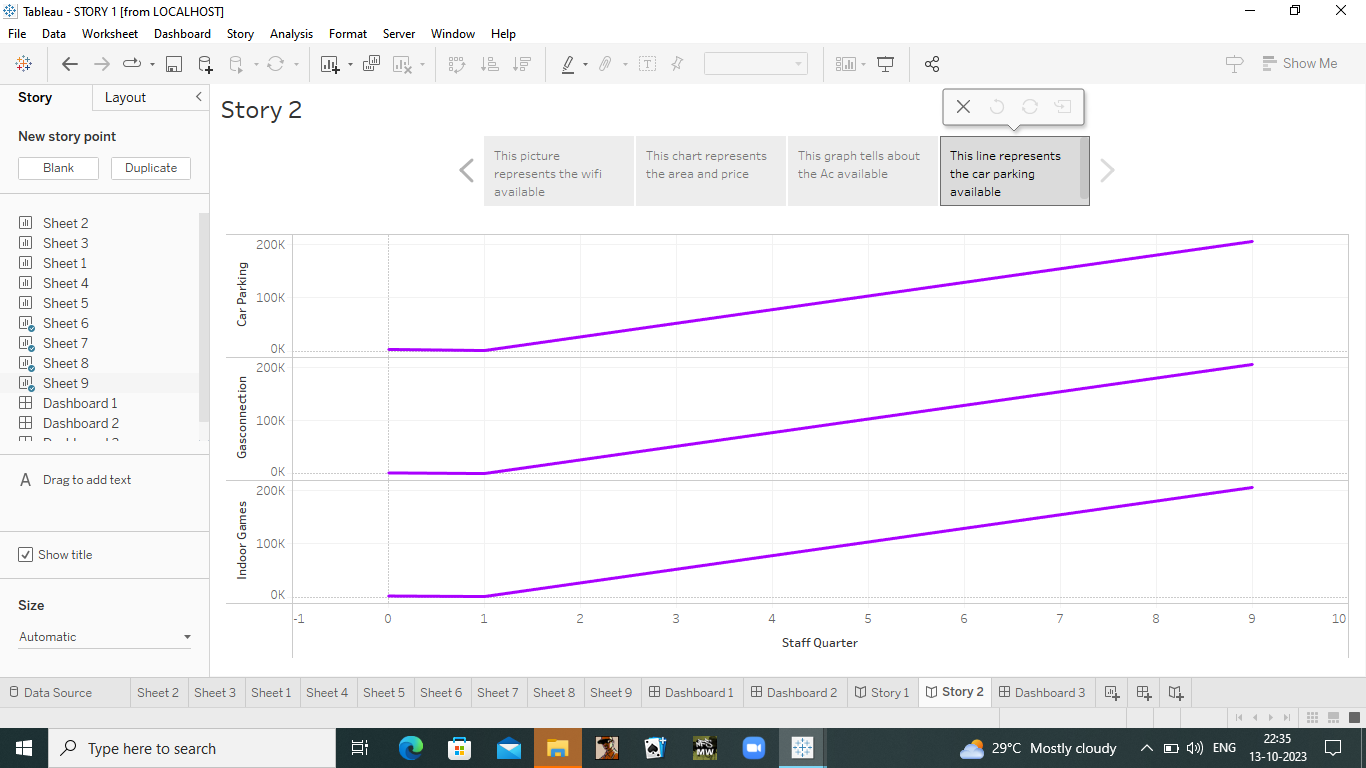 Tableau - STORY 1 [from LOCALHOST]
File Data Worksheet Dashboard Story Analysis Format Server Window Help
Show Me
Story Layout
New story point
Blank Duplicate
Sheet 2
Sheet 3
Sheet 1
Sheet 4
Sheet 5
Sheet 6
Sheet 7
Sheet 8
Sheet 9
Dashboard 1
Dashboard 2
A Drag to add text
Show title
Size
Automatic
Story 2
This picture
represents the wifi
available
This chart represents
the area and price
This graph tells about
the Ac available
This line represents
the car parking
available
Car Parking
200K
100K
0K
Gasconnection
200K
100K
0K
Indoor Games
200K
100K
0K
-1 0 1 2 3 4 5 6 7 8 9 10
Staff Quarter
Data Source Sheet 2 Sheet 3 Sheet 1 Sheet 4 Sheet 5 Sheet 6 Sheet 7 Sheet 8 Sheet 9 Dashboard 1 Dashboard 2 Story 1 Story 2 Dashboard 3
Type here to search
MW
29°C Mostly cloudy
ENG
22:35
13-10-2023